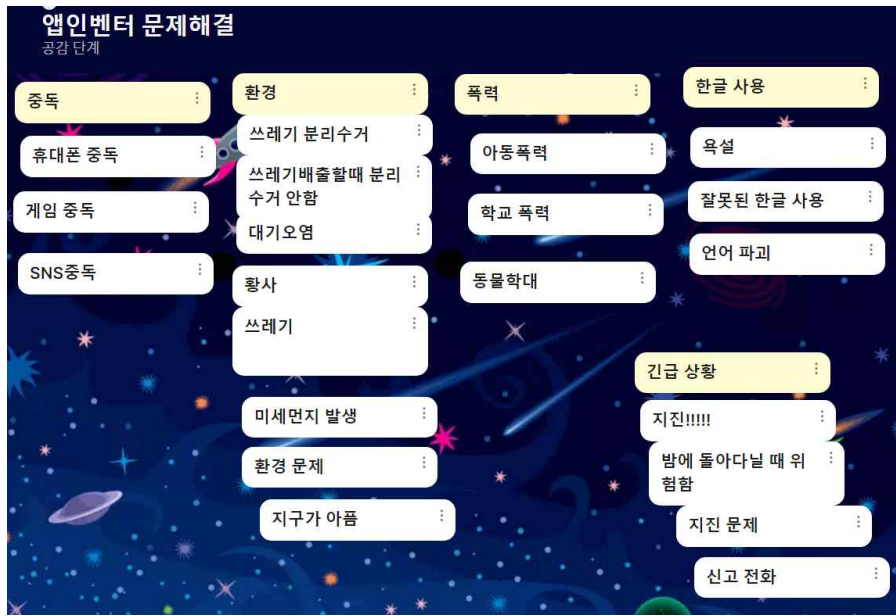 앱인벤터 문제해결
공감 단계
중독
휴대폰 중독
게임 중독
SNS중독
환경
쓰레기 분리수거
쓰레기배출할때 분리
수거 안함
대기오염
황사
쓰레기
미세먼지 발생
환경 문제
지구가 아픔
폭력
아동폭력
학교 폭력
동물학대
한글 사용
욕설
잘못된 한글 사용
언어 파괴
긴급 상황
지진!!!!!
밤에 돌아다닐 때 위
험함
지진 문제
신고 전화